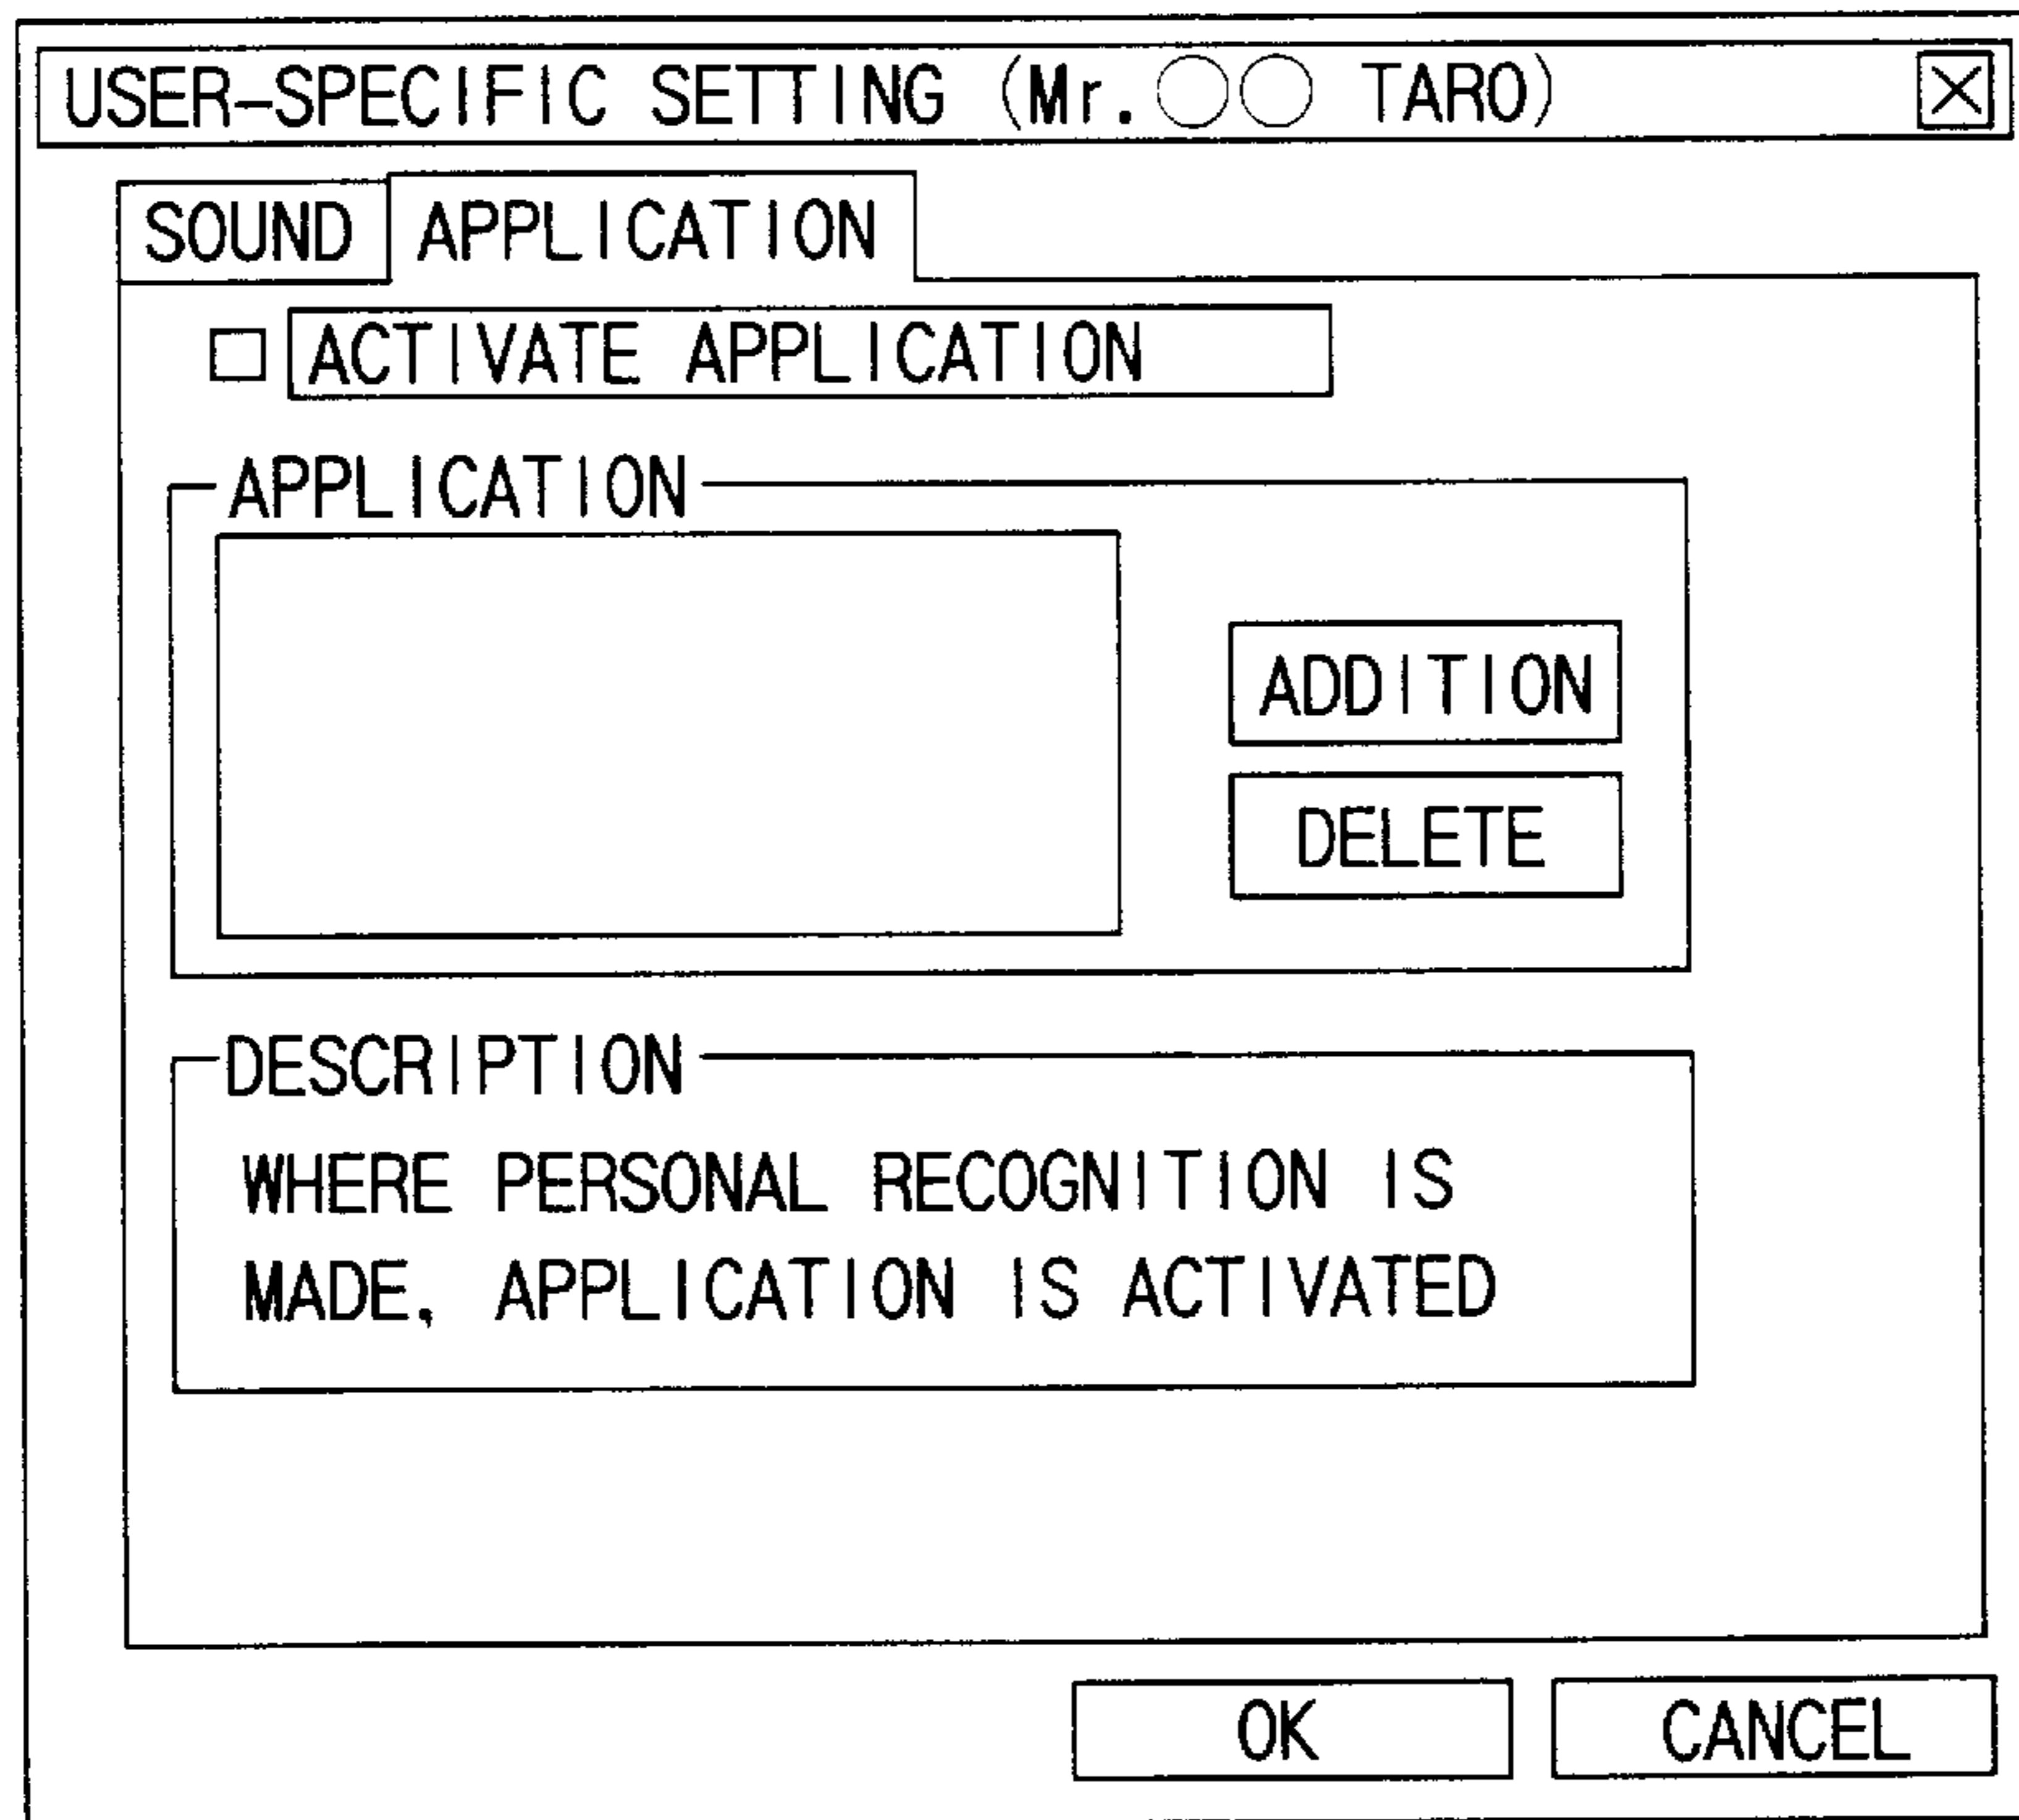 USER-SPECIFIC SETTING (Mr.○○ TARO)
SOUND APPLICATION
ACTIVATE APPLICATION
APPLICATION
ADDITION
DELETE
DESCRIPTION
WHERE PERSONAL RECOGNITION IS
MADE, APPLICATION IS ACTIVATED
OK CANCEL